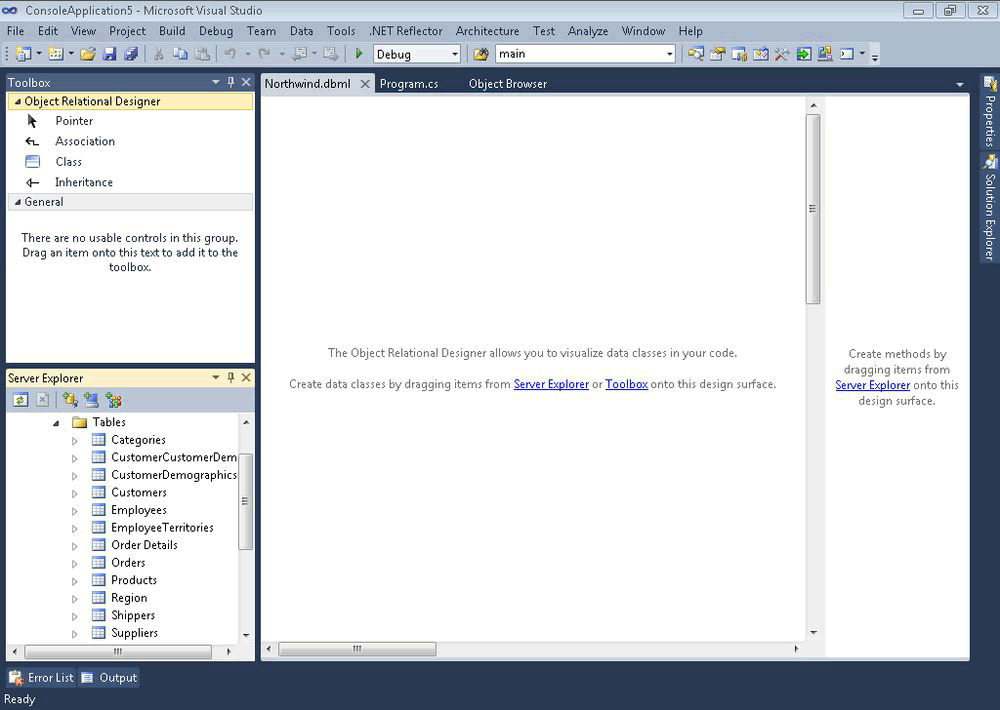 ConsoleApplication5 - Microsoft Visual Studio
File Edit View Project Build Debug Team Data Tools .NET Reflector Architecture Test Analyze Window Help
Debug main
Toolbox
Object Relational Designer
Pointer
Association
Class
Inheritance
General
There are no usable controls in this group.
Drag an item onto this text to add it to the
toolbox.
Server Explorer
Tables
Categories
CustomerCustomerDem
CustomerDemographics
Customers
Employees
EmployeeTerritories
Order Details
Orders
Products
Region
Shippers
Suppliers
Northwind.dbml Program.cs Object Browser
The Object Relational Designer allows you to visualize data classes in your code.
Create data classes by dragging items from Server Explorer or Toolbox onto this design surface.
Create methods by
dragging items from
Server Explorer onto this
design surface.
Properties
Solution Explorer
Error List Output
Ready